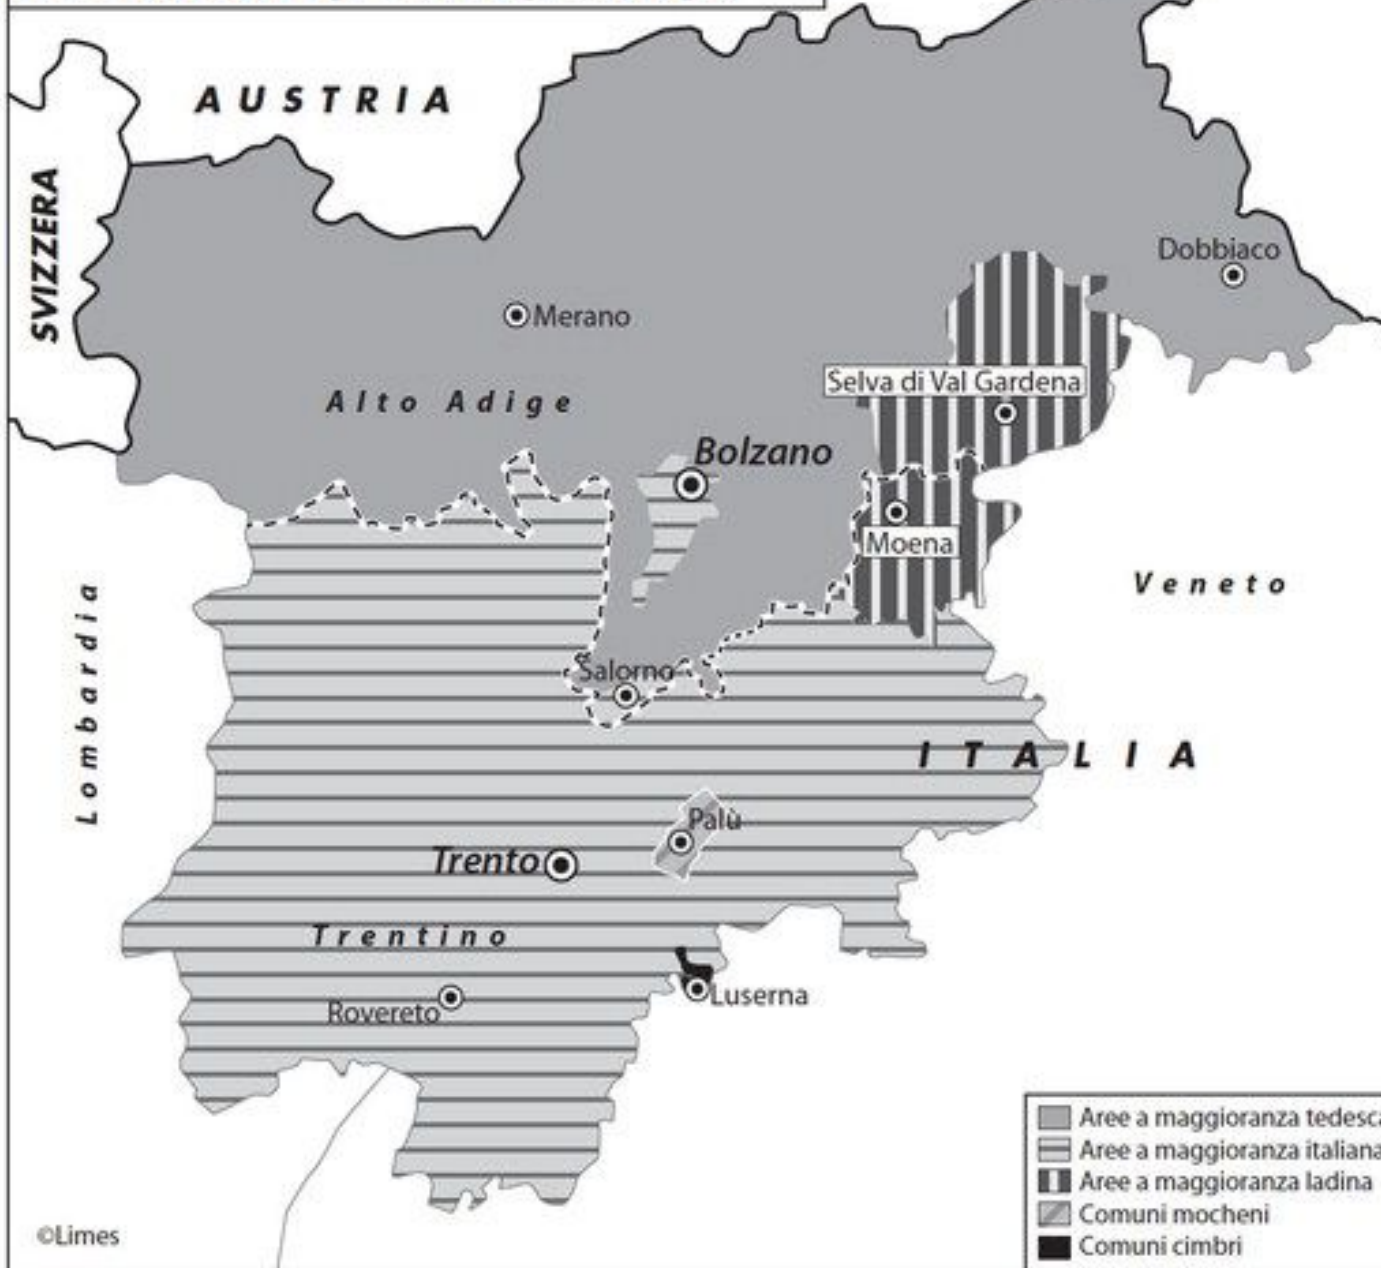 AUSTRIA
SVIZZERA
Dobbiaco
Merano
Selva di Val Gardena
Alto Adige
Bolzano
Moena
Veneto
Lombardia
Salorno
ITALIA
Palù
Trento
Trentino
Luserna
Rovereto
Aree a maggioranza tedesca
Aree a maggioranza italiana
Aree a maggioranza ladina
Comuni mocheni
©Limes
Comuni cimbri